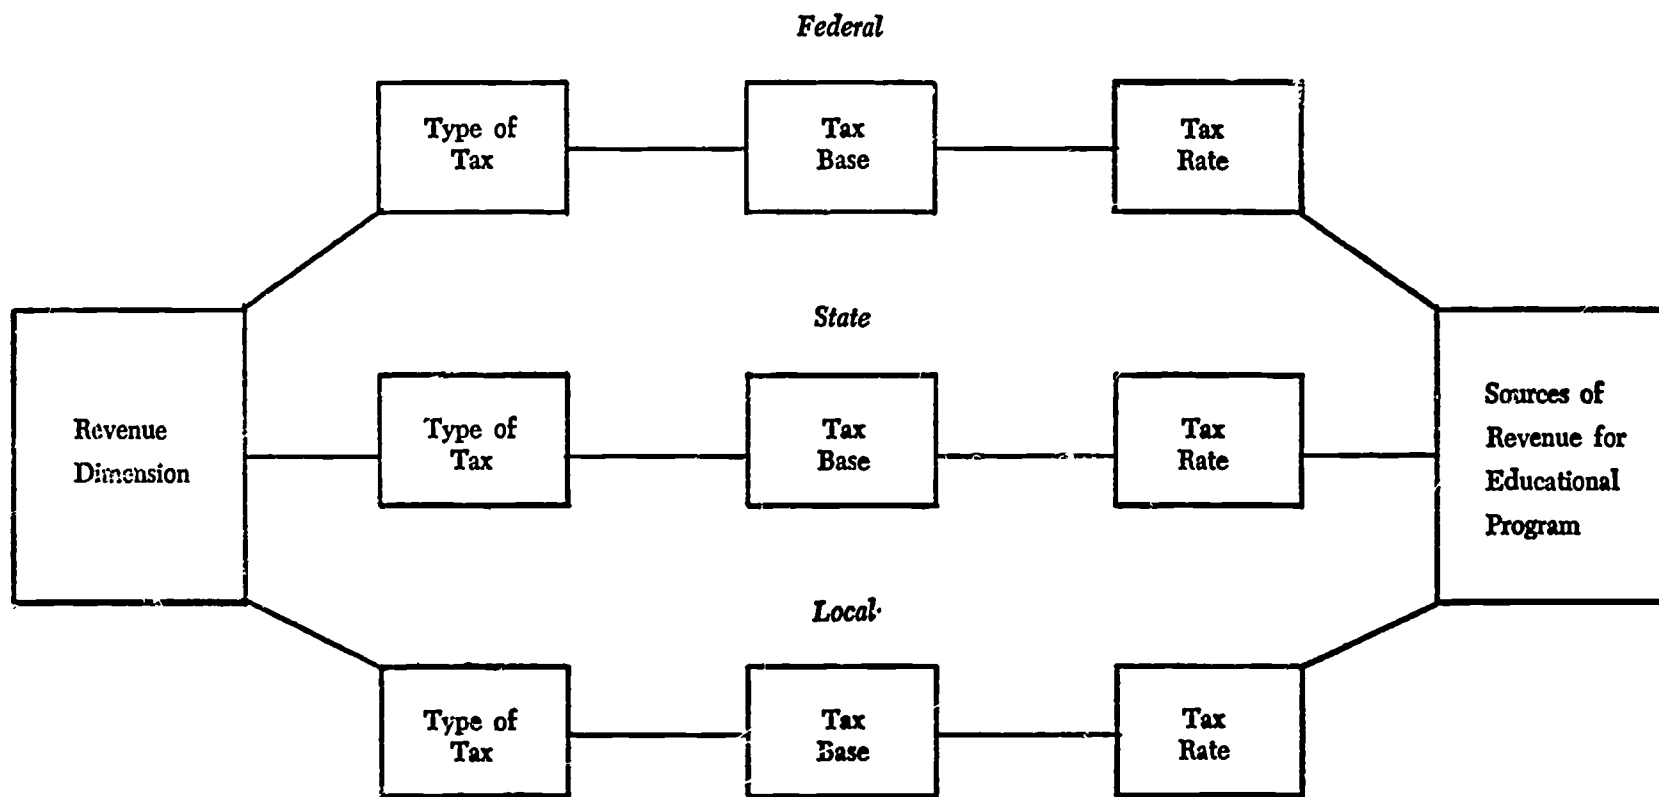 Federal
Type of
Tax
Tax
Base
Tax
Rate
State
Revenue
Dimension
Type of
Tax
Tax
Base
Tax
Rate
Sources of
Revenue for
Educational
Program
Local
Type of
Tax
Tax
Base
Tax
Rate